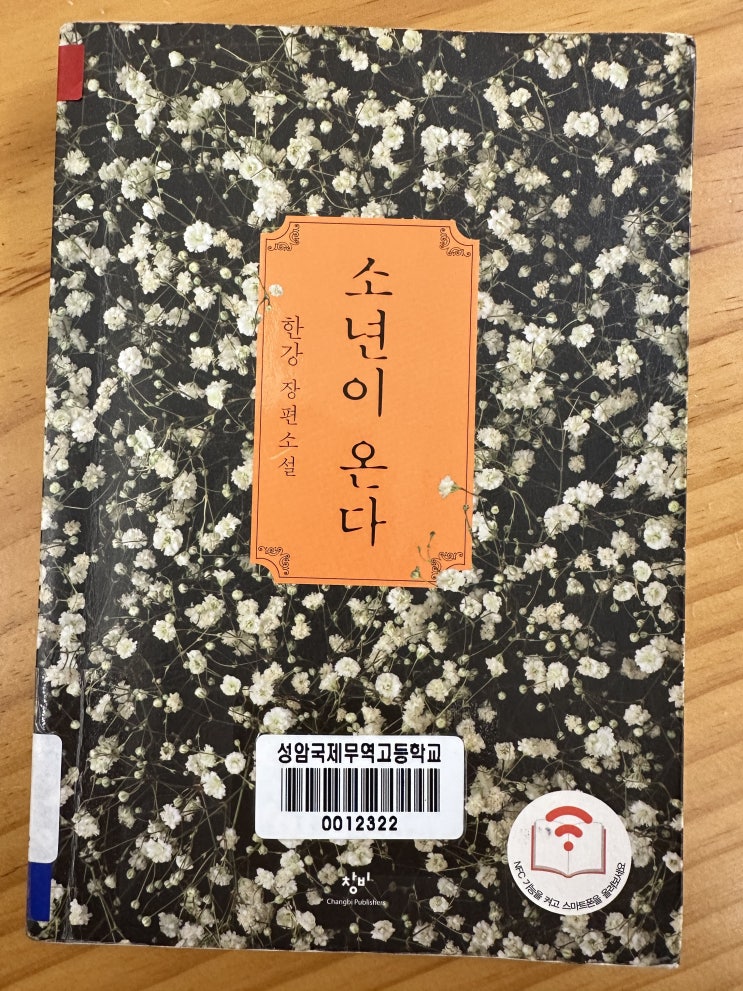 소년이 온다
한강 장편소설
성암국제무역고등학교
0012322
창비
Changbi Publishers
NFC 기능을 켜고 스마트폰을 올려보세요